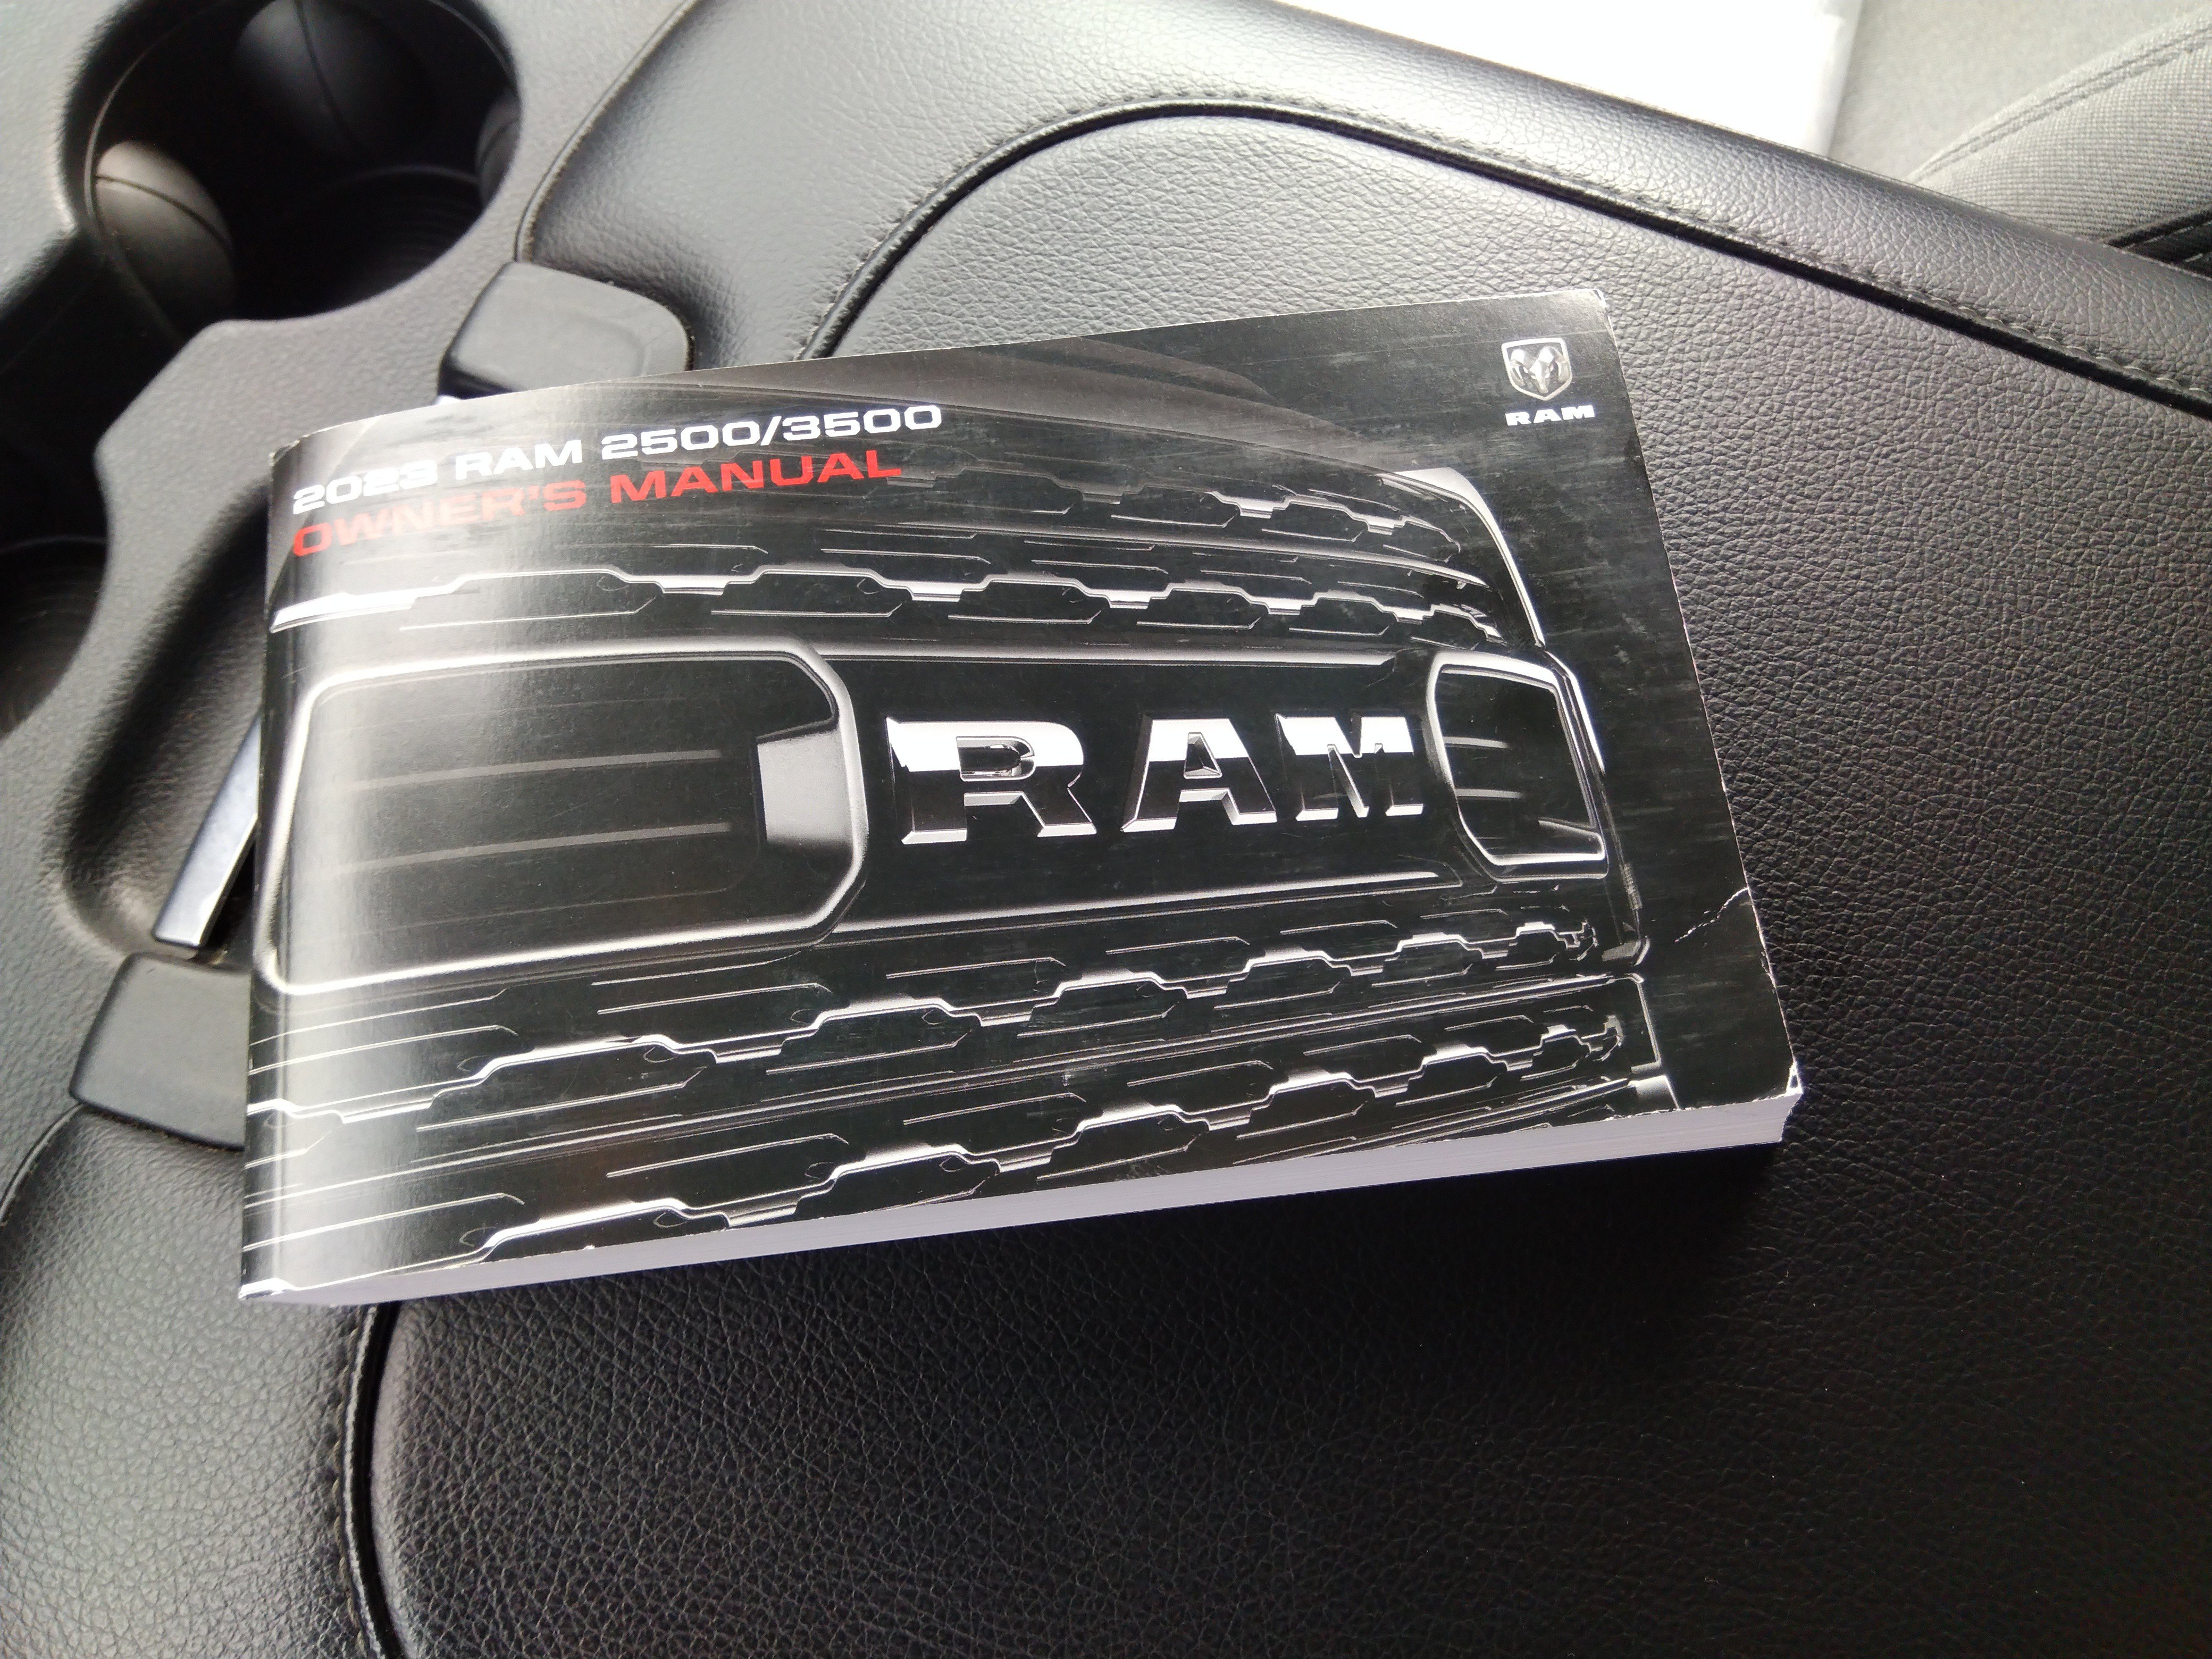 2023 RAM 2500/3500
OWNER'S MANUAL
RAM
RAM